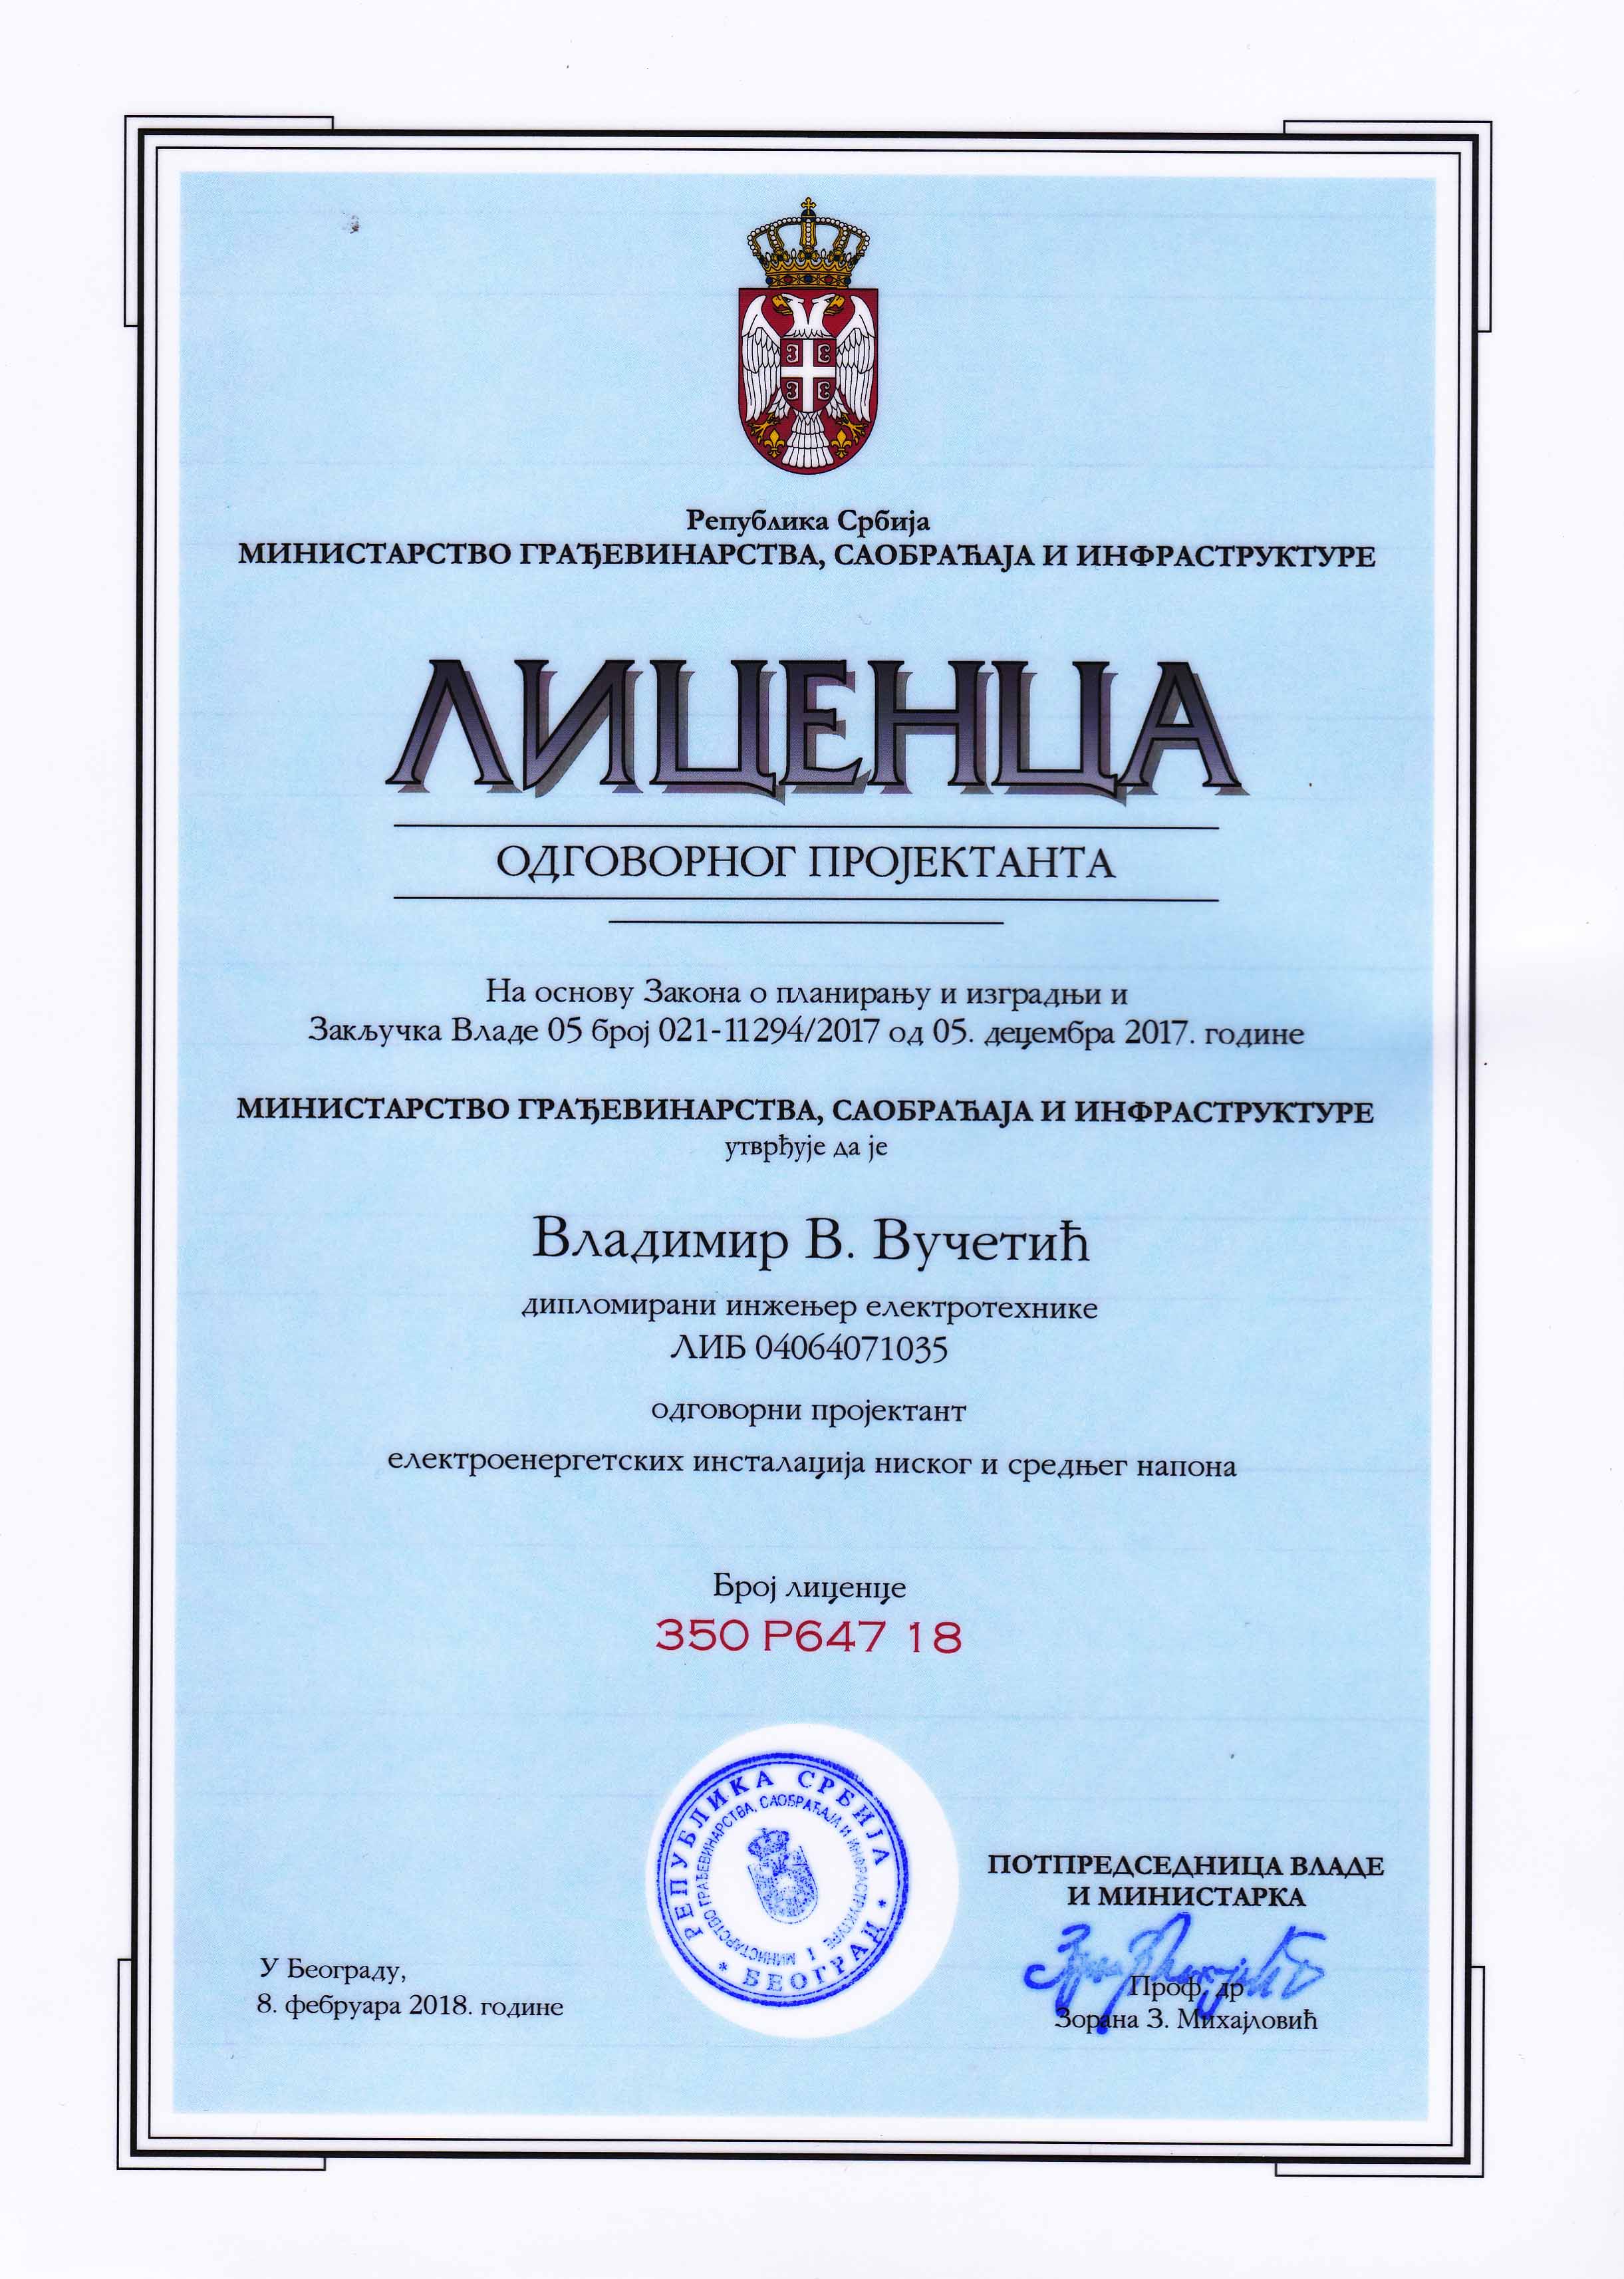 Република Србија
МИНИСТАРСТВО ГРАЂЕВИНАРСТВА, САОБРАЋАЈА И ИНФРАСТРУКТУРЕ
ЛИЦЕНЦА
ОДГОВОРНОГ ПРОЈЕКТАНТА
На основу Закона о планирању и изградњи и
Закључка Владе 05 број 021-11294/2017 од 05. децембра 2017. године
МИНИСТАРСТВО ГРАЂЕВИНАРСТВА, САОБРАЋАЈА И ИНФРАСТРУКТУРЕ
утврђује да је
Владимир В. Вучетић
дипломирани инжењер електротехнике
ЛИБ 04064071035
одговорни пројектант
електроенергетских инсталација ниског и средњег напона
Број лиценце
350 P647 18
РЕПУБЛИКА СРБИЈА
МИНИСТАРСТВО ГРАЂЕВИНАРСТВА, САОБРАЋАЈА И ИНФРАСТРУКТУРЕ
I
* БЕОГРАД *
ПОТПРЕДСЕДНИЦА ВЛАДЕ
И МИНИСТАРКА
Проф. др
Зорана З. Михајловић
У Београду,
8. фебруара 2018. године